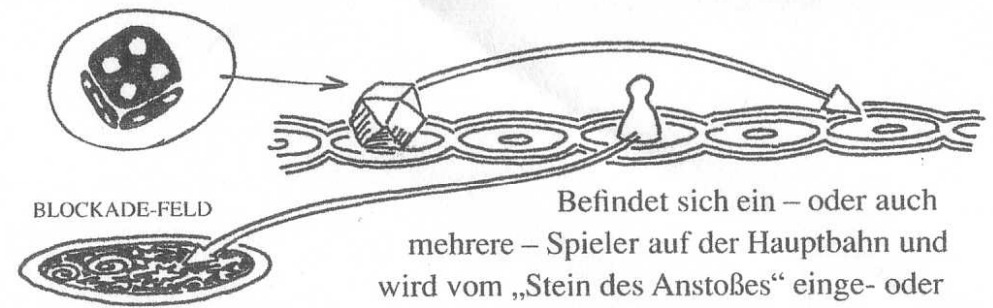 BLOCKADE-FELD
Befindet sich ein – oder auch
mehrere – Spieler auf der Hauptbahn und
wird vom „Stein des Anstoßes“ einge- oder